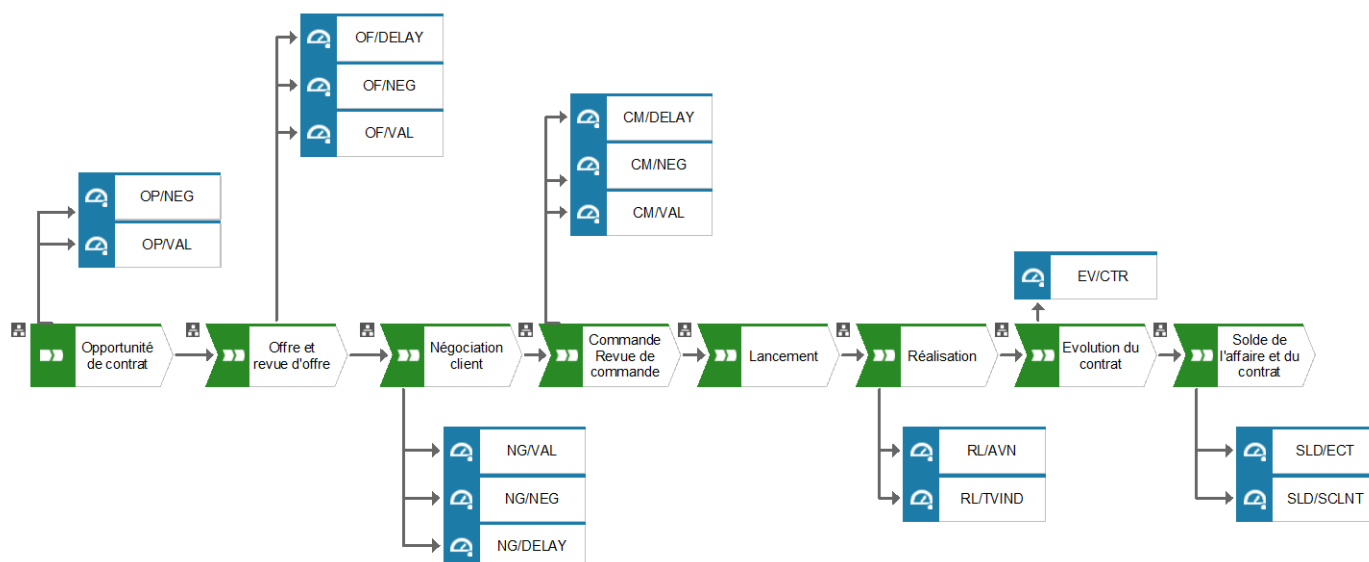 OF/DELAY
OF/NEG
OF/VAL
CM/DELAY
CM/NEG
CM/VAL
OP/NEG
OP/VAL
EV/CTR
Opportunité
de contrat
Offre et
revue d'offre
Négociation
client
Commande
Revue de
commande
Lancement
Réalisation
Evolution du
contrat
Solde de
l'affaire et du
contrat
NG/VAL
NG/NEG
NG/DELAY
RL/AVN
RL/TVIND
SLD/ECT
SLD/SCLNT